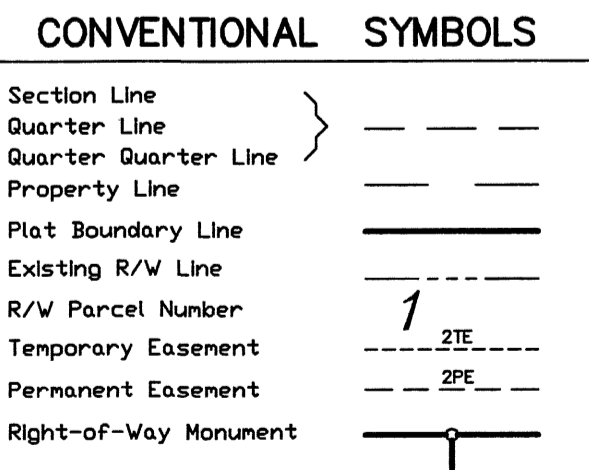 CONVENTIONAL SYMBOLS
Section Line
Quarter Line
Quarter Quarter Line
Property Line
Plat Boundary Line
Existing R/W Line
R/W Parcel Number 1
Temporary Easement 2TE
Permanent Easement 2PE
Right-of-Way Monument